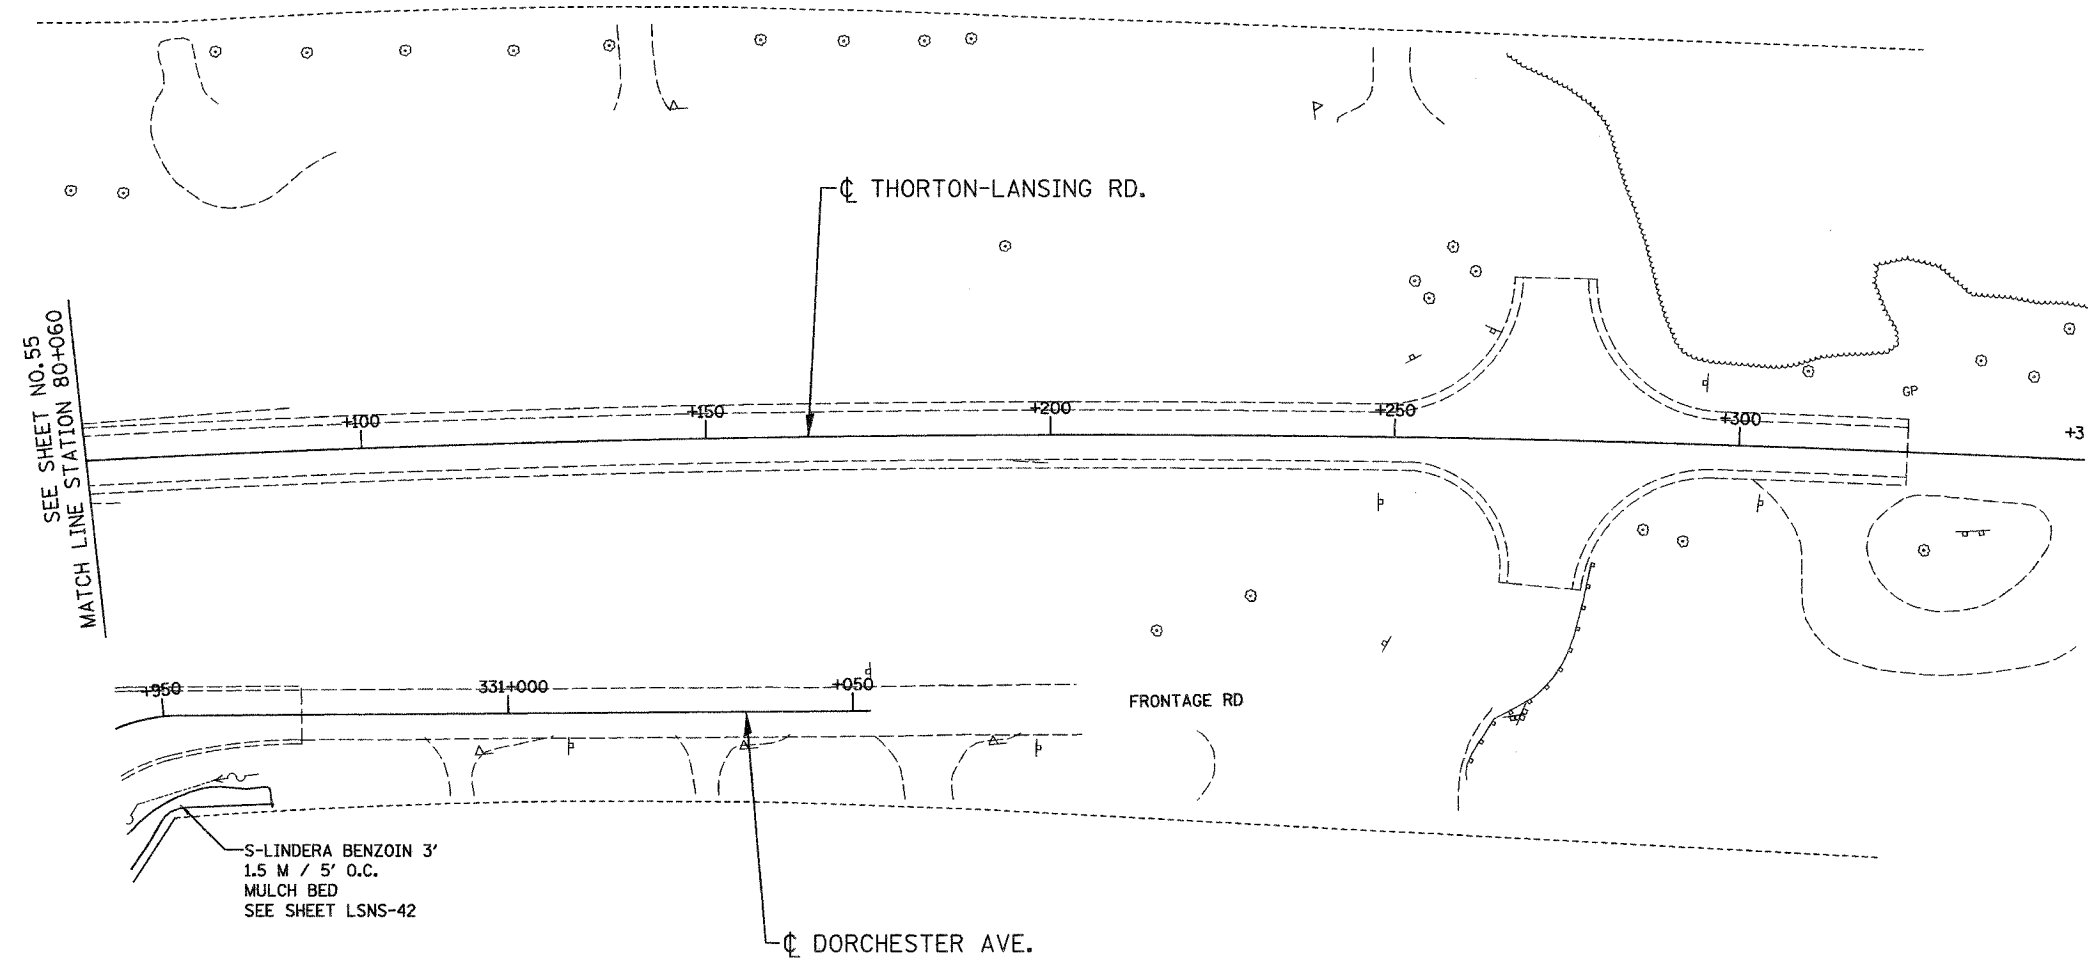 ℄ THORTON-LANSING RD.
SEE SHEET NO.55
MATCH LINE STATION 80+060
+100
+150
+200
+250
+300
+3
GP
+950
331+000
+050
FRONTAGE RD
S-LINDERA BENZOIN 3'
1.5 M / 5' O.C.
MULCH BED
SEE SHEET LSNS-42
℄ DORCHESTER AVE.